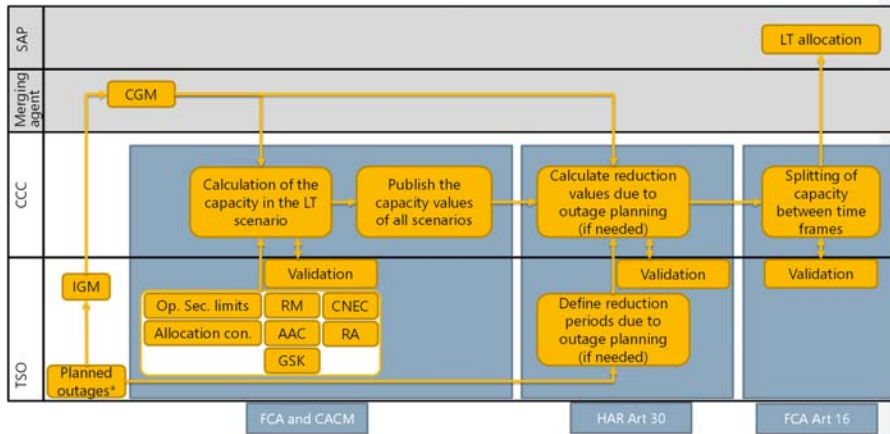 SAP
LT allocation
Merging
agent
CGM
CCC
Calculation of the
capacity in the LT
scenario
Publish the
capacity values
of all scenarios
Calculate reduction
values due to
outage planning
(if needed)
Splitting of
capacity
between time
frames
TSO
IGM
Validation
Validation
Validation
Op. Sec. limits
RM
CNEC
Allocation con.
AAC
RA
GSK
Define reduction
periods due to
outage planning
(if needed)
Planned
outages*
FCA and CACM
HAR Art 30
FCA Art 16